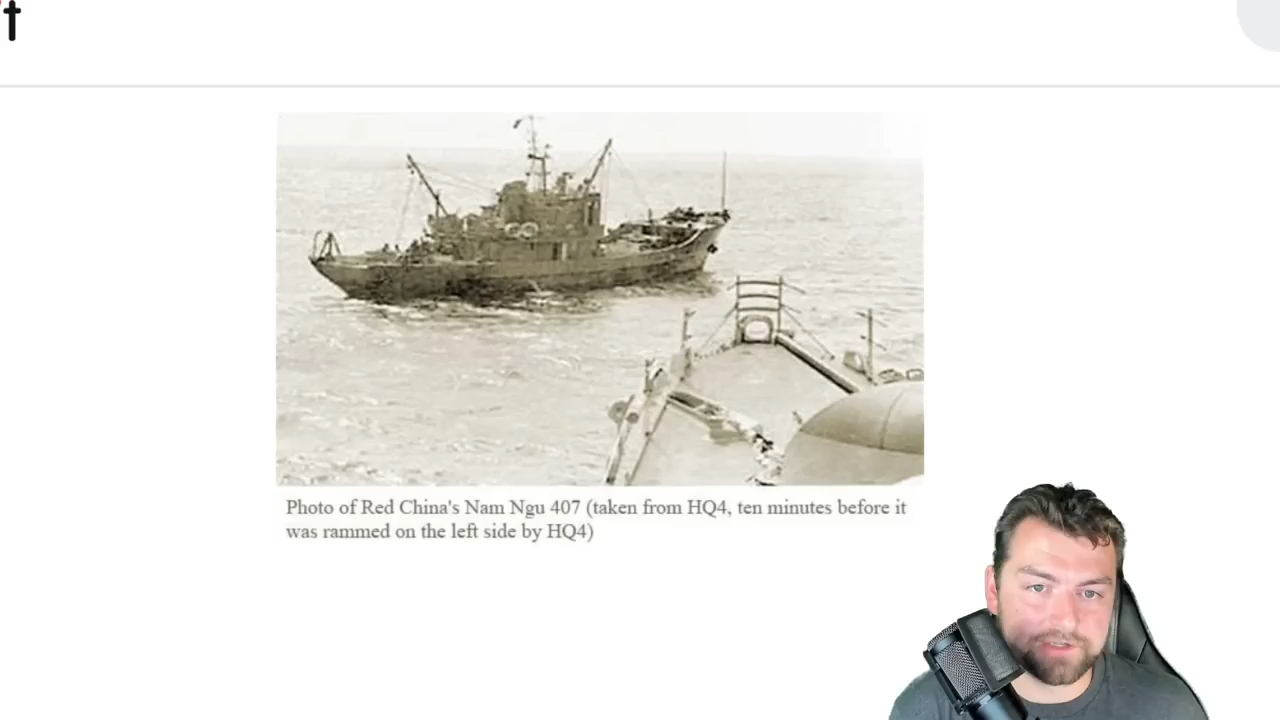 t
Photo of Red China's Nam Ngu 407 (taken from HQ4, ten minutes before it
was rammed on the left side by HQ4)